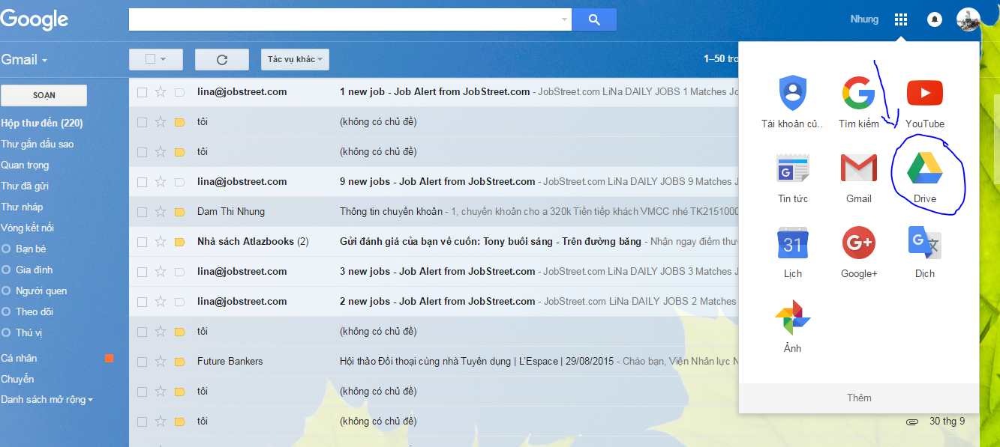 Google
Nhung
Gmail
Tác vụ khác
1–50 tro
SOẠN
Hộp thư đến (220)
Thư gắn dấu sao
Quan trọng
Thư đã gửi
Thư nháp
Vòng kết nối
Bạn bè
Gia đình
Người quen
Theo dõi
Thú vị
Cá nhân
Chuyển
Danh sách mở rộng
lina@jobstreet.com 1 new job - Job Alert from JobStreet.com - JobStreet.com LiNa DAILY JOBS 1 Matches Jo
tôi (không có chủ đề)
tôi (không có chủ đề)
lina@jobstreet.com 9 new jobs - Job Alert from JobStreet.com - JobStreet.com LiNa DAILY JOBS 9 Matches J
Dam Thi Nhung Thông tin chuyển khoản - 1, chuyển khoản cho a 320k Tiền tiếp khách VMCC nhé TK2151000
Nhà sách Atlazbooks (2) Gửi đánh giá của bạn về cuốn: Tony buổi sáng - Trên đường băng - Nhận ngay điểm thư
lina@jobstreet.com 3 new jobs - Job Alert from JobStreet.com - JobStreet.com LiNa DAILY JOBS 3 Matches J
lina@jobstreet.com 2 new jobs - Job Alert from JobStreet.com - JobStreet.com LiNa DAILY JOBS 2 Matches
tôi (không có chủ đề)
Future Bankers Hội thảo Đối thoại cùng nhà Tuyển dụng | L'Espace | 29/08/2015 - Chào bạn, Viện Nhân lực N
tôi (không có chủ đề)
tôi (không có chủ đề)
30 thg 9
Tài khoản củ..
Tìm kiếm
YouTube
G
Tin tức
Gmail
Drive
31
G+
G 文
Lịch
Google+
Dịch
Ảnh
Thêm